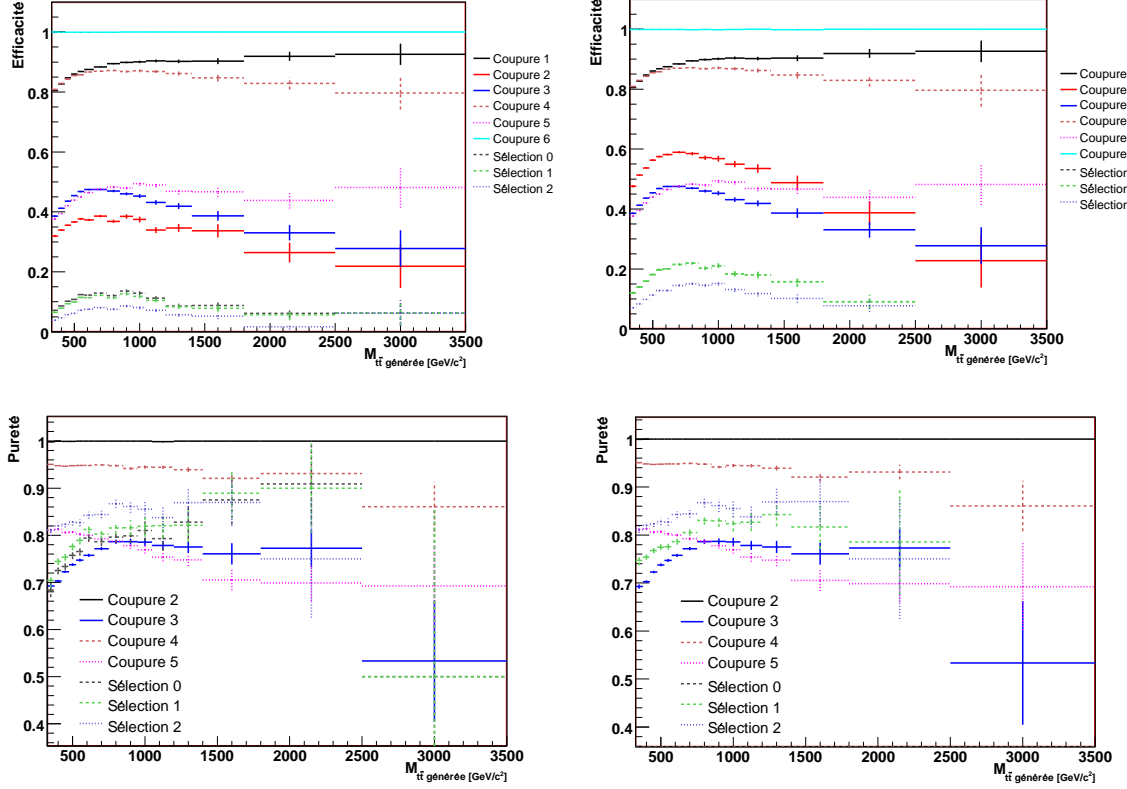 Efficacité
1
0.8
0.6
0.4
0.2
0
500 1000 1500 2000 2500 3000 3500
M tt̄ générée [GeV/c²]
Coupure 1
Coupure 2
Coupure 3
Coupure 4
Coupure 5
Coupure 6
Sélection 0
Sélection 1
Sélection 2
Efficacité
1
0.8
0.6
0.4
0.2
0
500 1000 1500 2000 2500 3000 3500
M tt̄ générée [GeV/c²]
Coupure
Coupure
Coupure
Coupure
Coupure
Coupure
Sélection
Sélection
Sélection
Pureté
1
0.9
0.8
0.7
0.6
0.5
0.4
Coupure 2
Coupure 3
Coupure 4
Coupure 5
Sélection 0
Sélection 1
Sélection 2
500 1000 1500 2000 2500 3000 3500
M tt̄ générée [GeV/c²]
Pureté
1
0.9
0.8
0.7
0.6
0.5
0.4
Coupure 2
Coupure 3
Coupure 4
Coupure 5
Sélection 0
Sélection 1
Sélection 2
500 1000 1500 2000 2500 3000 3500
M tt̄ générée [GeV/c²]